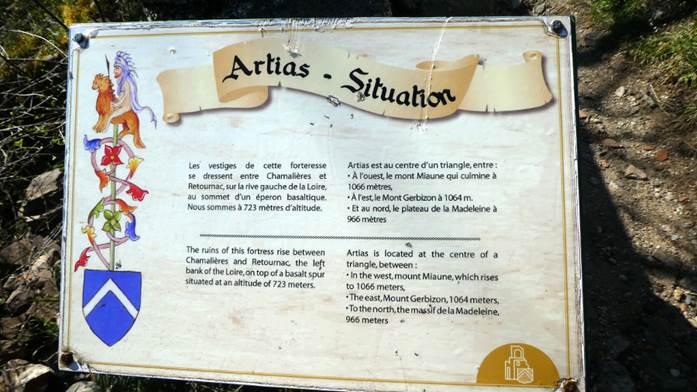 Artias - Situation
Les vestiges de cette forteresse
se dressent entre Chamalières et
Retournac, sur la rive gauche de la Loire,
au sommet d'un éperon basaltique.
Nous sommes à 723 mètres d'altitude.
Artias est au centre d'un triangle, entre :
• À l'ouest, le mont Miaune qui culmine à
1066 mètres,
• À l'est, le Mont Gerbizon à 1064 m.
• Et au nord, le plateau de la Madeleine à
966 mètres
The ruins of this fortress rise between
Chamalières and Retournac, the left
bank of the Loire, on top of a basalt spur
situated at an altitude of 723 meters.
Artias is located at the centre of a
triangle, between :
• In the west, mount Miaune, which rises
to 1066 meters,
• The east, Mount Gerbizon, 1064 meters,
• To the north, the massif de la Madeleine,
966 meters